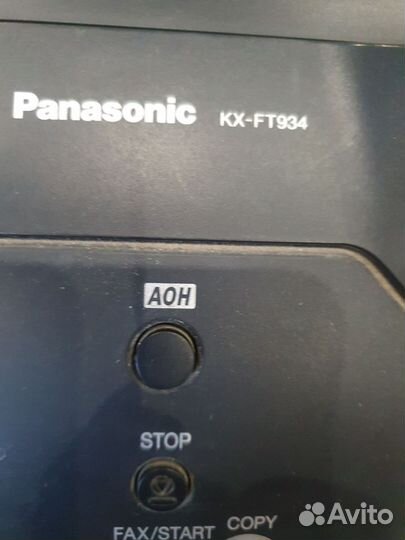 Panasonic KX-FT934
АОН
STOP
FAX/START COPY
Avito